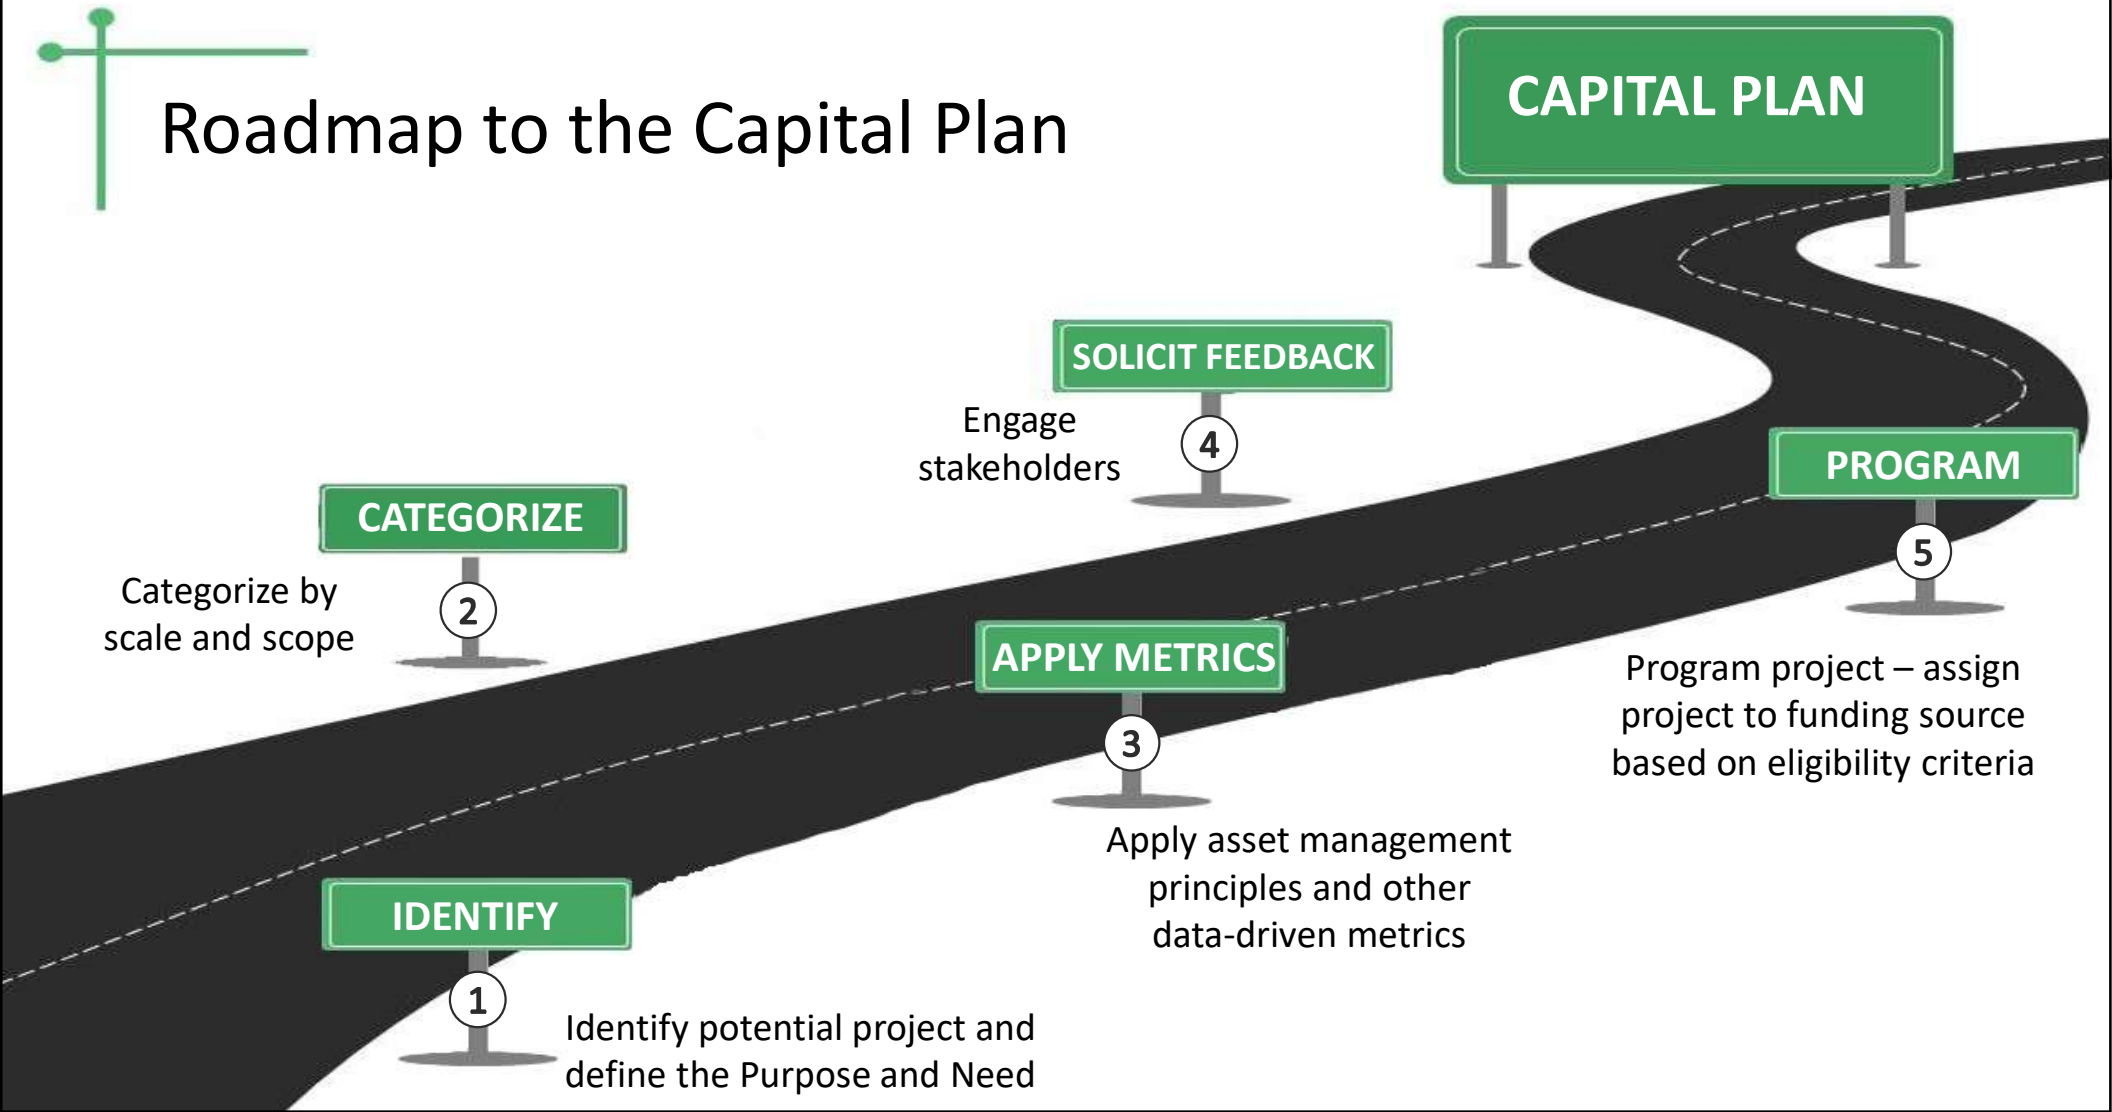 Roadmap to the Capital Plan
CAPITAL PLAN
SOLICIT FEEDBACK
Engage
stakeholders
4
PROGRAM
5
Program project – assign
project to funding source
based on eligibility criteria
CATEGORIZE
Categorize by
scale and scope
2
APPLY METRICS
3
Apply asset management
principles and other
data-driven metrics
IDENTIFY
1
Identify potential project and
define the Purpose and Need